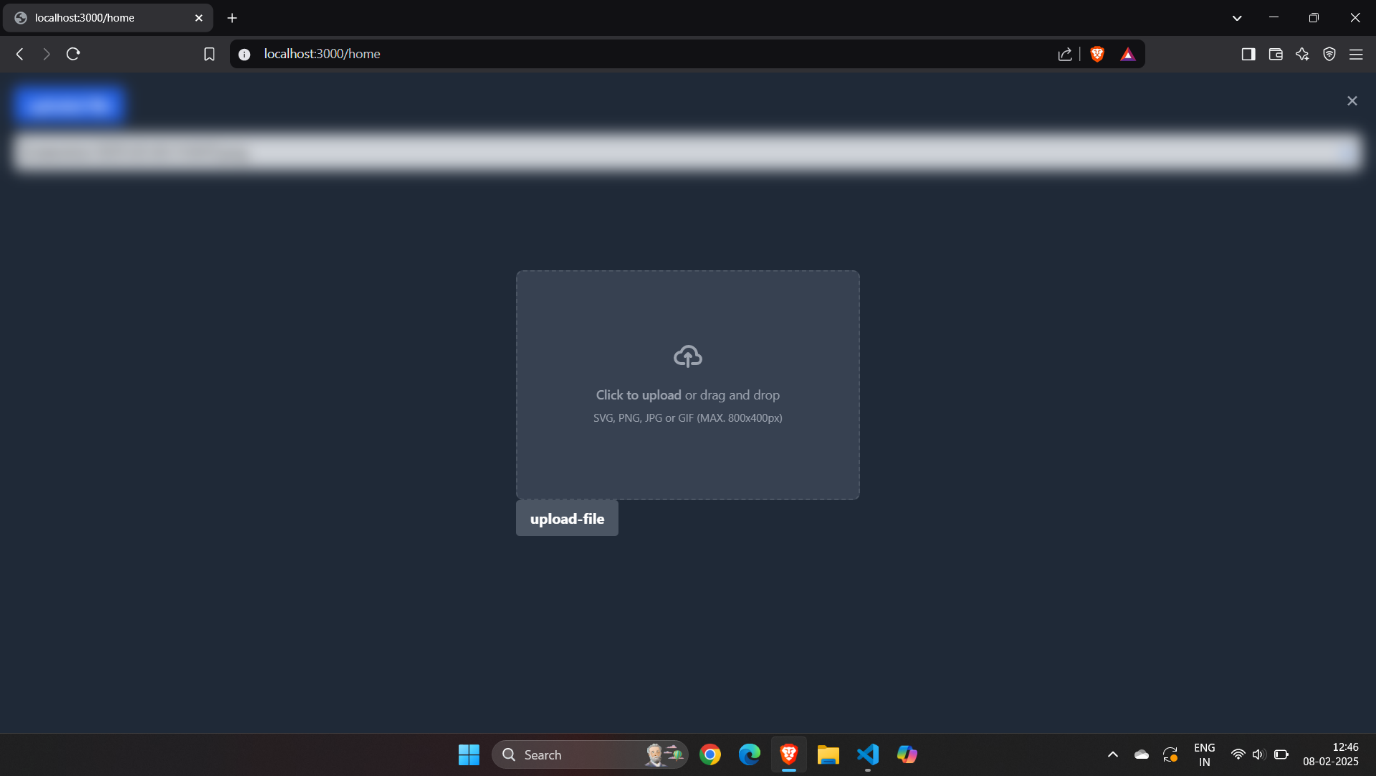 localhost:3000/home
localhost:3000/home
Click to upload or drag and drop
SVG, PNG, JPG or GIF (MAX. 800x400px)
upload-file
Search
ENG
IN
12:46
08-02-2025